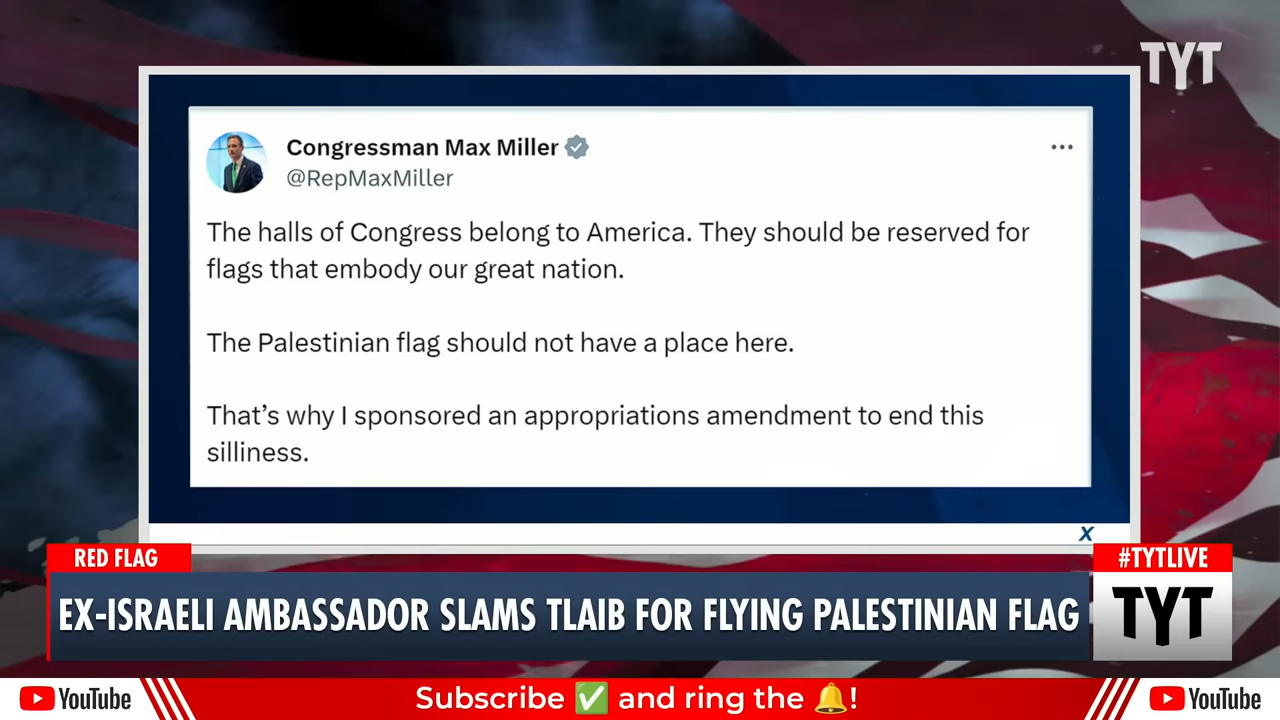 TYT
Congressman Max Miller
@RepMaxMiller
The halls of Congress belong to America. They should be reserved for
flags that embody our great nation.
The Palestinian flag should not have a place here.
That’s why I sponsored an appropriations amendment to end this
silliness.
X
RED FLAG
#TYTLIVE
EX-ISRAELI AMBASSADOR SLAMS TLAIB FOR FLYING PALESTINIAN FLAG
TYT
YouTube
Subscribe ✅ and ring the 🔔!
YouTube